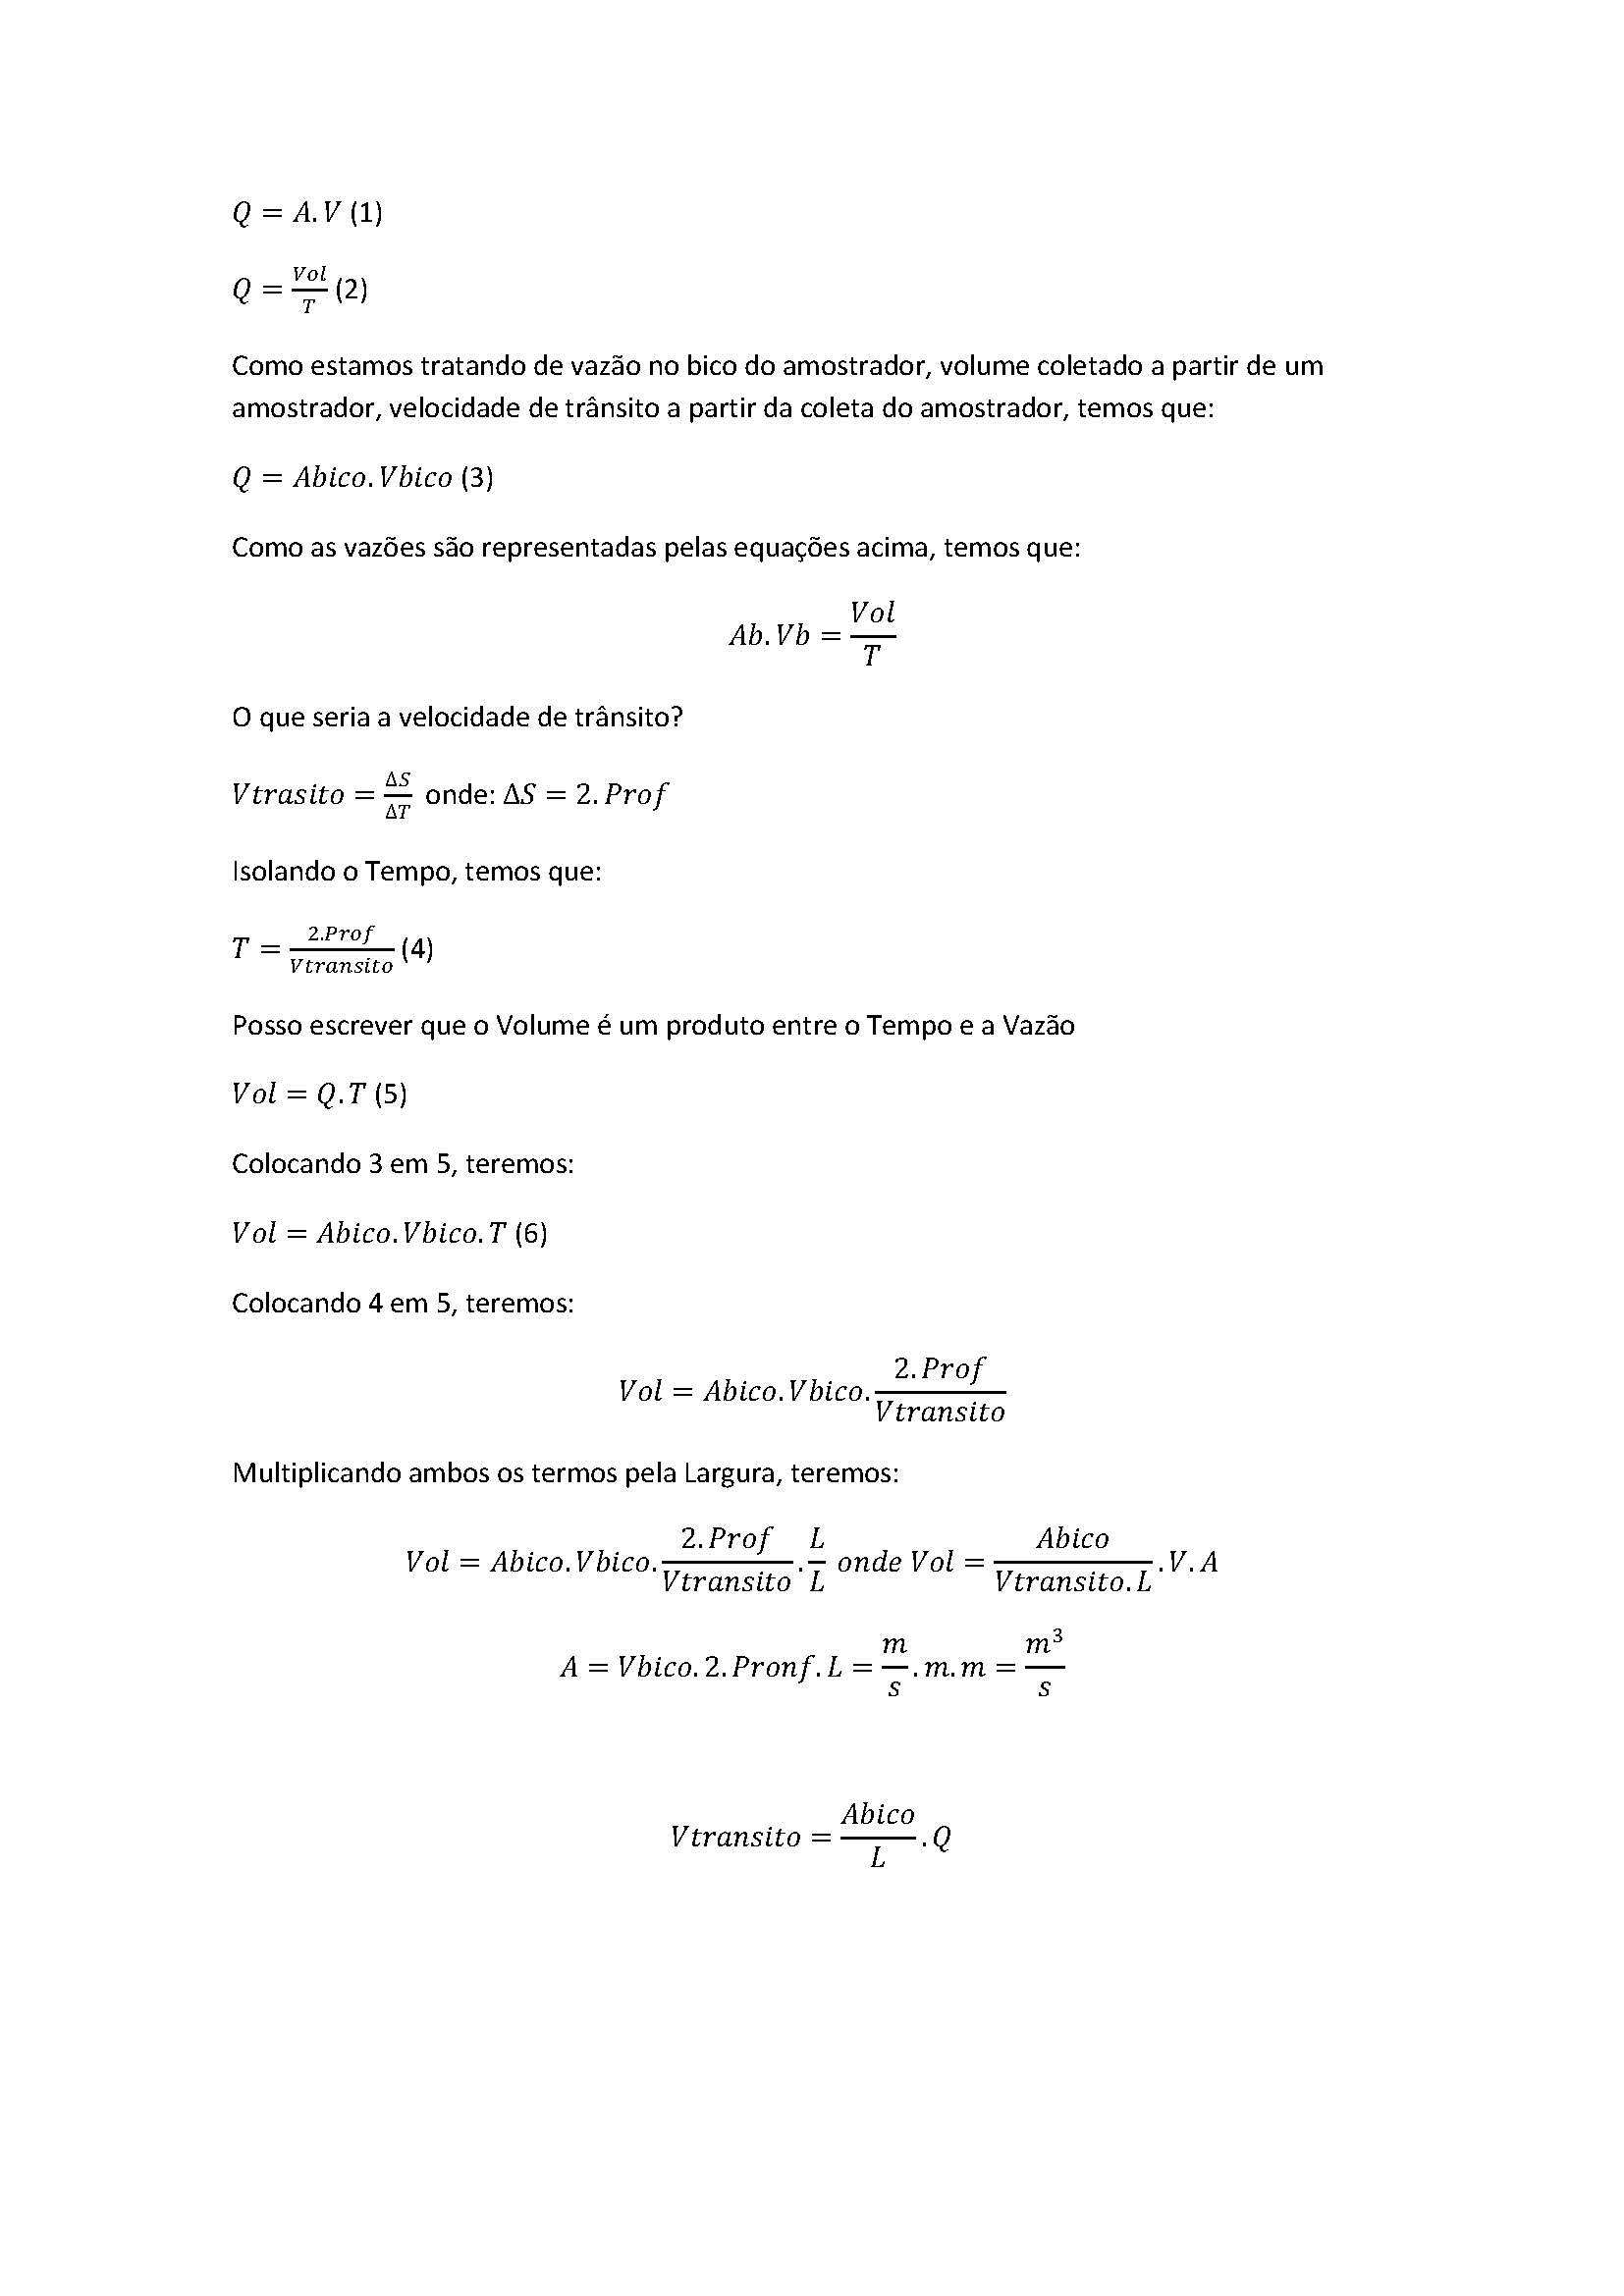 Q = A.V (1)
Q = Vol/T (2)
Como estamos tratando de vazão no bico do amostrador, volume coletado a partir de um
amostrador, velocidade de trânsito a partir da coleta do amostrador, temos que:
Q = Abico.Vbico (3)
Como as vazões são representadas pelas equações acima, temos que:
Ab.Vb = Vol/T
O que seria a velocidade de trânsito?
Vtrasito = ΔS/ΔT onde: ΔS = 2.Prof
Isolando o Tempo, temos que:
T = 2.Prof/Vtransito (4)
Posso escrever que o Volume é um produto entre o Tempo e a Vazão
Vol = Q.T (5)
Colocando 3 em 5, teremos:
Vol = Abico.Vbico.T (6)
Colocando 4 em 5, teremos:
Vol = Abico.Vbico.2.Prof/Vtransito
Multiplicando ambos os termos pela Largura, teremos:
Vol = Abico.Vbico.2.Prof/Vtransito.L/L onde Vol = Abico/Vtransito.L.V.A
A = Vbico.2.Pronf.L = m/s.m.m = m³/s
Vtransito = Abico/L.Q